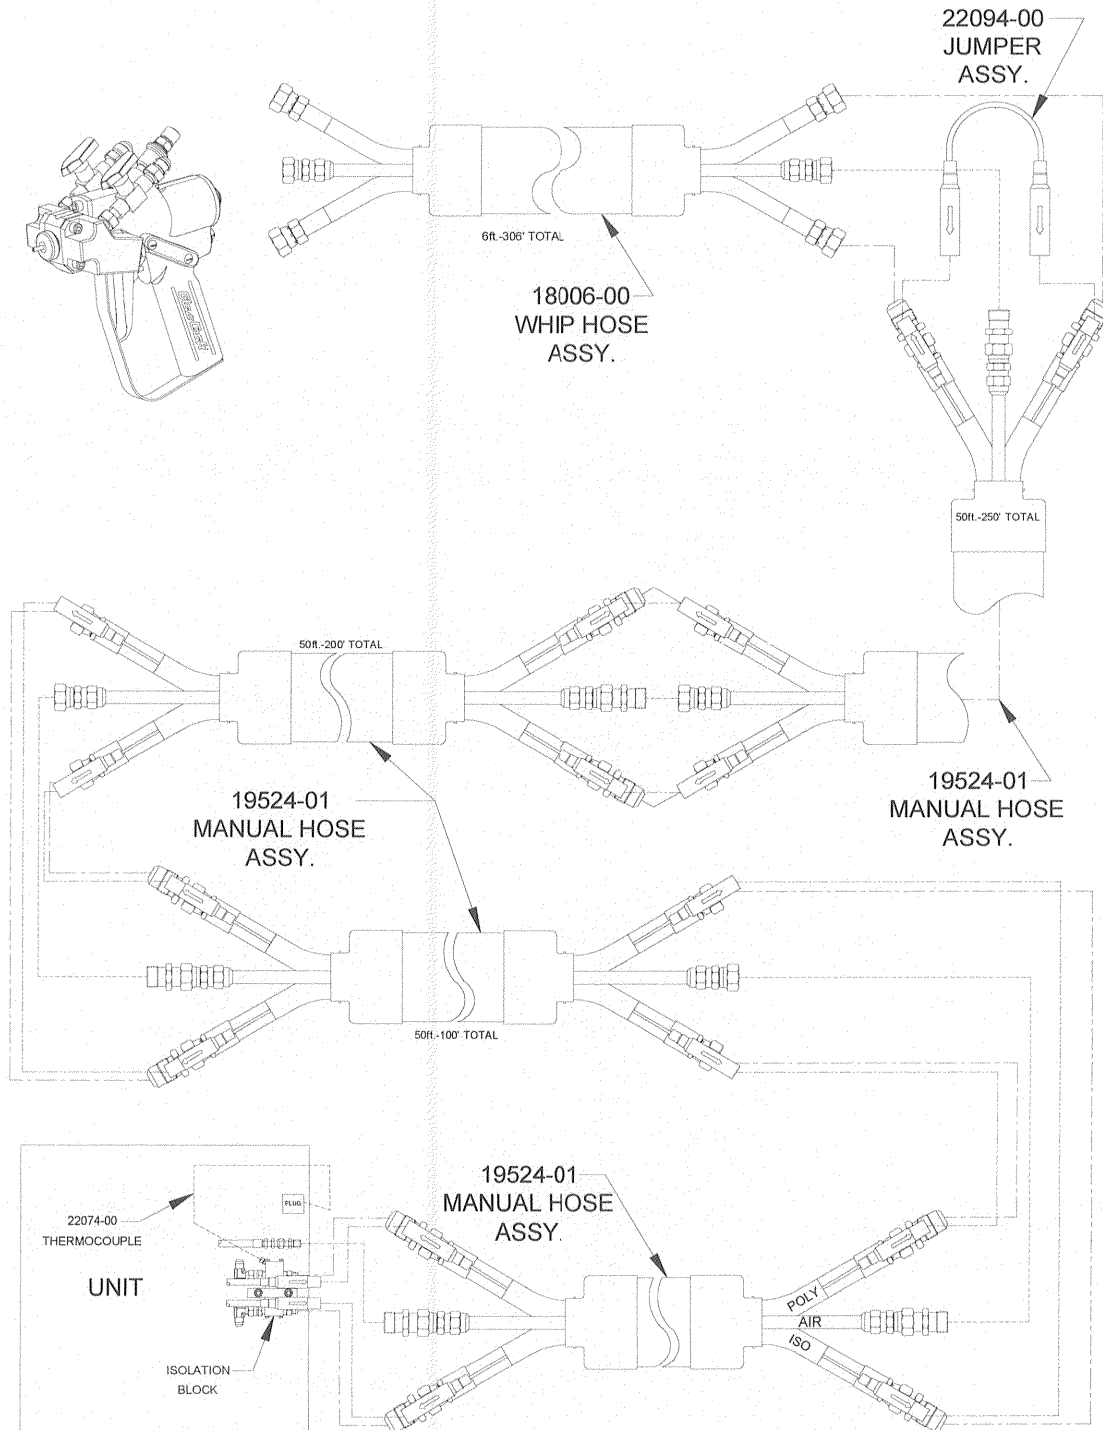 22094-00
JUMPER
ASSY.
6ft.-306' TOTAL
18006-00
WHIP HOSE
ASSY.
Glas-Craft
50ft.-250' TOTAL
50ft.-200' TOTAL
19524-01
MANUAL HOSE
ASSY.
19524-01
MANUAL HOSE
ASSY.
50ft.-100' TOTAL
19524-01
MANUAL HOSE
ASSY.
PLUG
22074-00
THERMOCOUPLE
UNIT
ISOLATION
BLOCK
POLY
AIR
ISO